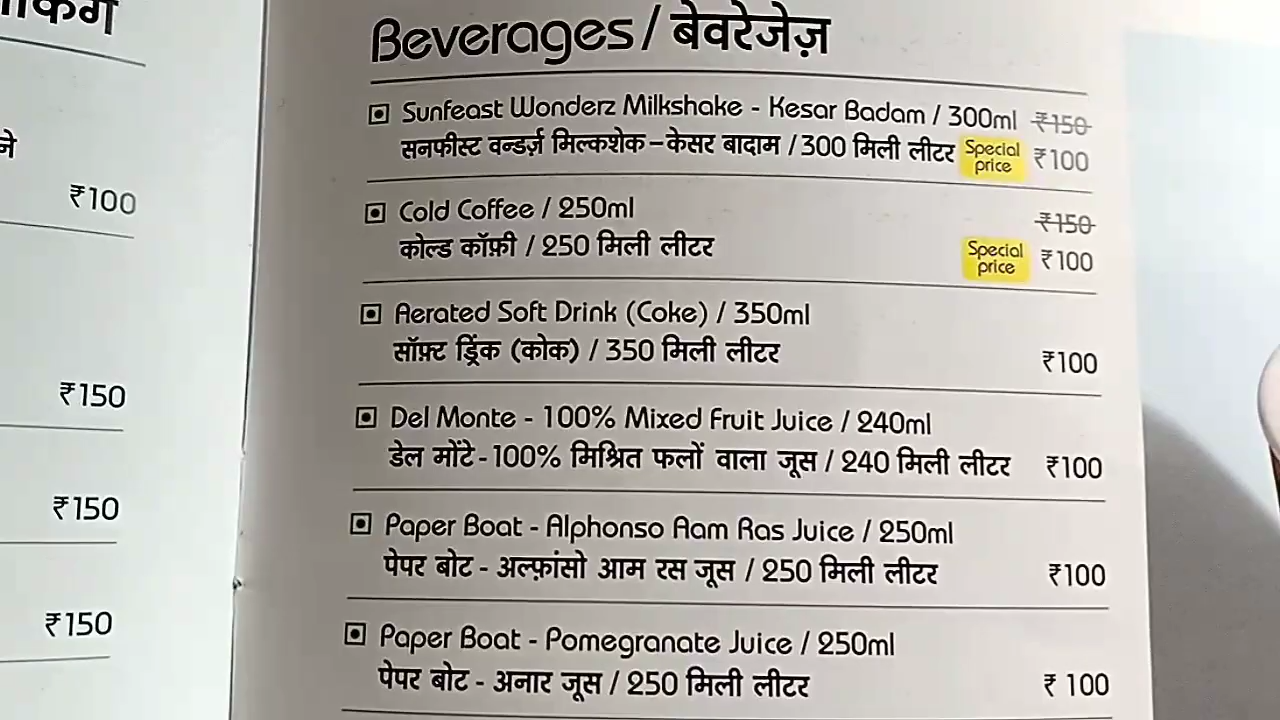 ₹100
₹150
₹150
₹150
Beverages / बेवरेजेज़
Sunfeast Wonderz Milkshake - Kesar Badam / 300ml ₹150
सनफीस्ट वन्डर्ज़ मिल्कशेक – केसर बादाम / 300 मिली लीटर Special price ₹100
Cold Coffee / 250ml ₹150
कोल्ड कॉफ़ी / 250 मिली लीटर Special price ₹100
Aerated Soft Drink (Coke) / 350ml
सॉफ़्ट ड्रिंक (कोक) / 350 मिली लीटर ₹100
Del Monte - 100% Mixed Fruit Juice / 240ml
डेल मोंटे - 100% मिश्रित फलों वाला जूस / 240 मिली लीटर ₹100
Paper Boat - Alphonso Aam Ras Juice / 250ml
पेपर बोट - अल्फ़ांसो आम रस जूस / 250 मिली लीटर ₹100
Paper Boat - Pomegranate Juice / 250ml
पेपर बोट - अनार जूस / 250 मिली लीटर ₹ 100